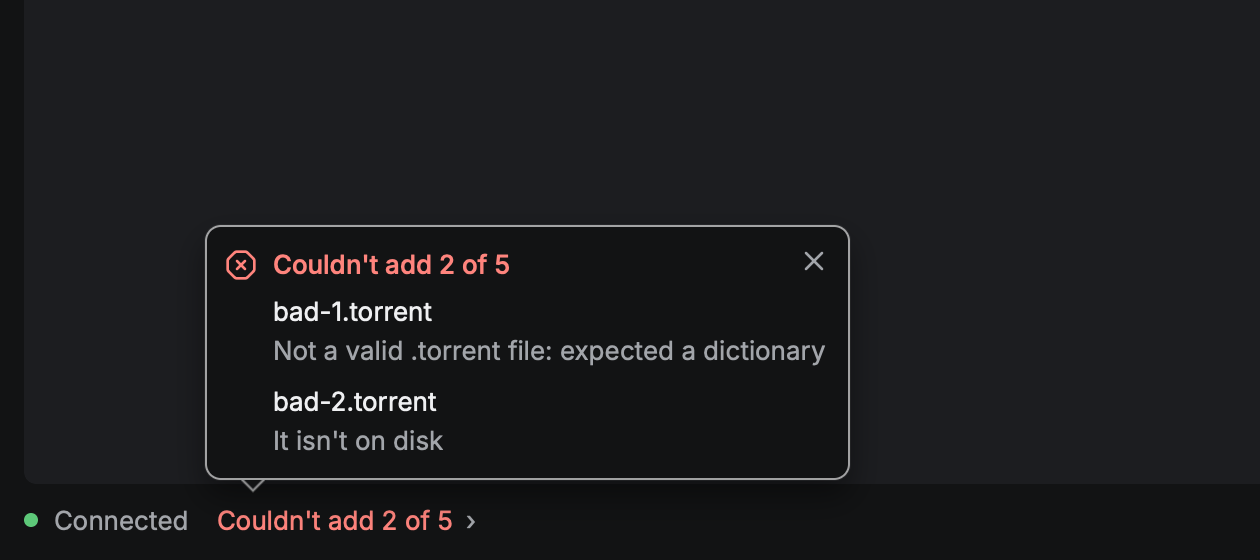 Couldn't add 2 of 5
bad-1.torrent
Not a valid .torrent file: expected a dictionary
bad-2.torrent
It isn't on disk
Connected Couldn't add 2 of 5 ›